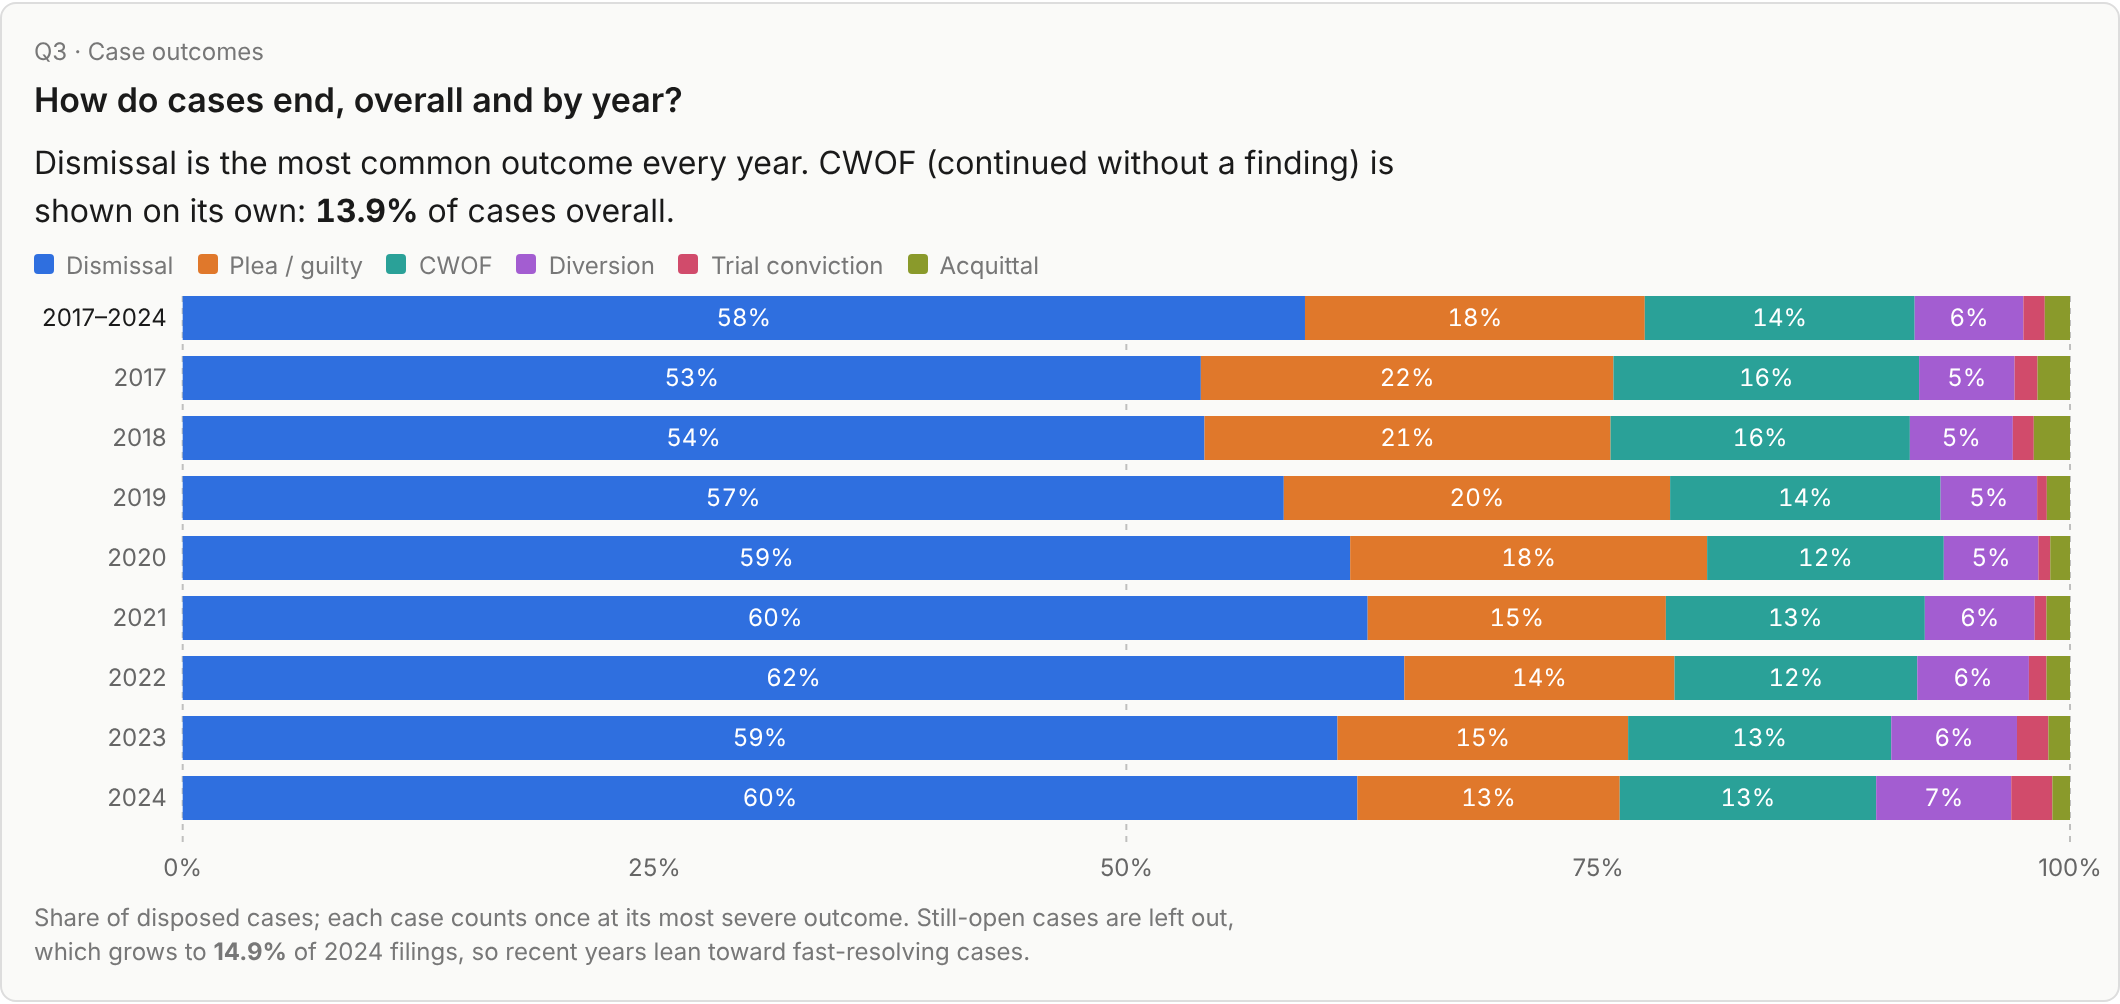 Q3 · Case outcomes
How do cases end, overall and by year?
Dismissal is the most common outcome every year. CWOF (continued without a finding) is
shown on its own: 13.9% of cases overall.
Dismissal Plea / guilty CWOF Diversion Trial conviction Acquittal
2017–2024 58% 18% 14% 6%
2017 53% 22% 16% 5%
2018 54% 21% 16% 5%
2019 57% 20% 14% 5%
2020 59% 18% 12% 5%
2021 60% 15% 13% 6%
2022 62% 14% 12% 6%
2023 59% 15% 13% 6%
2024 60% 13% 13% 7%
0% 25% 50% 75% 100%
Share of disposed cases; each case counts once at its most severe outcome. Still-open cases are left out,
which grows to 14.9% of 2024 filings, so recent years lean toward fast-resolving cases.